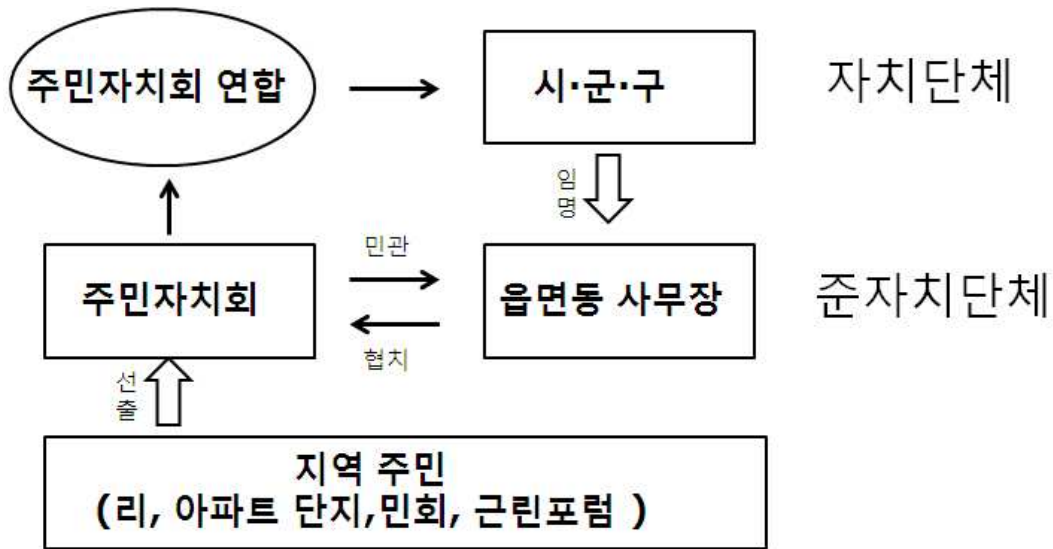 주민자치회 연합
시·군·구
자치단체
임
명
주민자치회
민관
협치
읍면동 사무장
준자치단체
선
출
지역 주민
(리, 아파트 단지,민회, 근린포럼 )